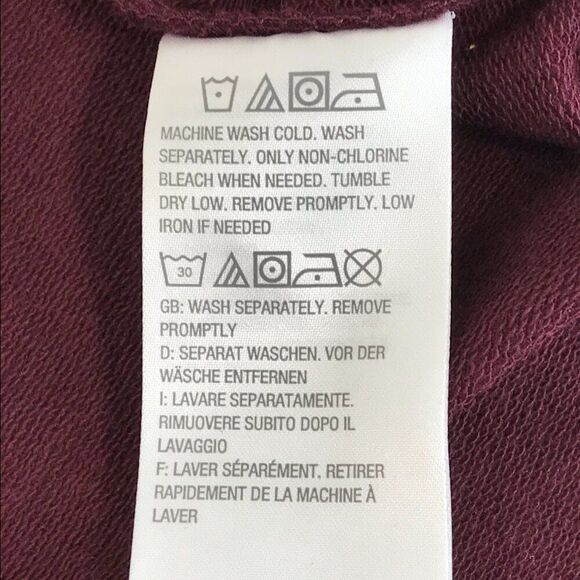 MACHINE WASH COLD. WASH
SEPARATELY. ONLY NON-CHLORINE
BLEACH WHEN NEEDED. TUMBLE
DRY LOW. REMOVE PROMPTLY. LOW
IRON IF NEEDED
30
GB: WASH SEPARATELY. REMOVE
PROMPTLY
D: SEPARAT WASCHEN. VOR DER
WÄSCHE ENTFERNEN
I: LAVARE SEPARATAMENTE.
RIMUOVERE SUBITO DOPO IL
LAVAGGIO
F: LAVER SÉPARÉMENT. RETIRER
RAPIDEMENT DE LA MACHINE À
LAVER